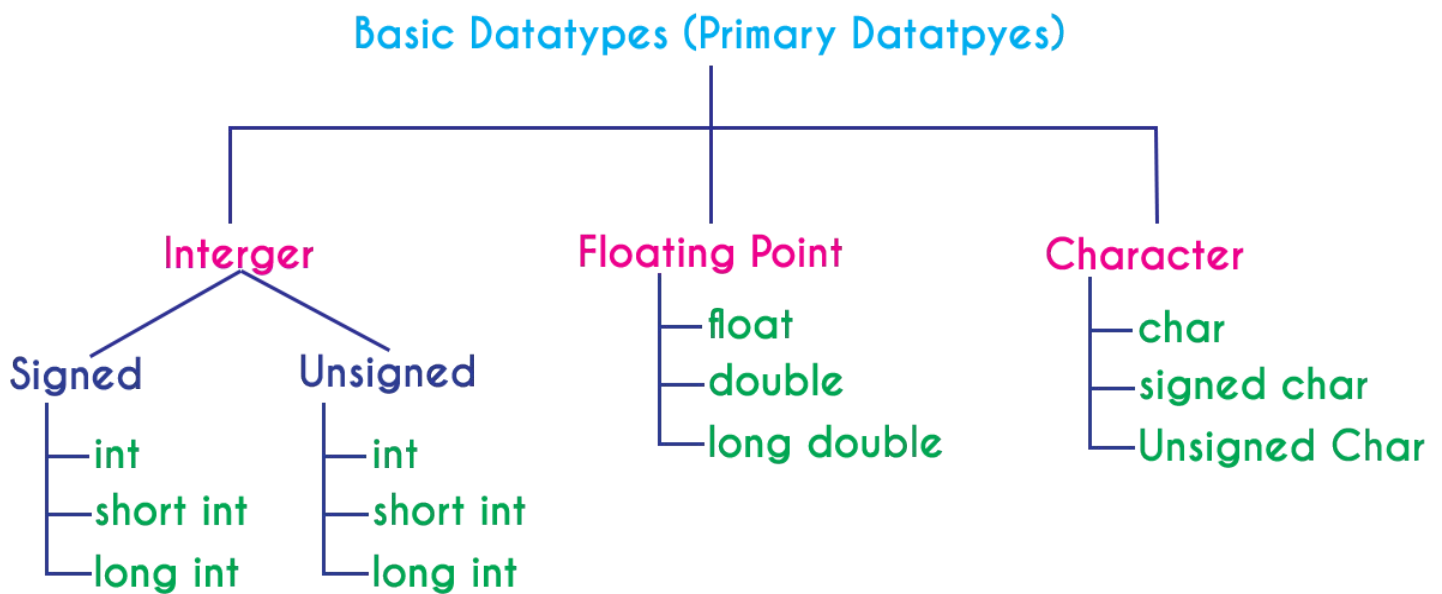 Basic Datatypes (Primary Datatpyes)
Interger
Floating Point
Character
Signed
Unsigned
int
short int
long int
int
short int
long int
float
double
long double
char
signed char
Unsigned Char